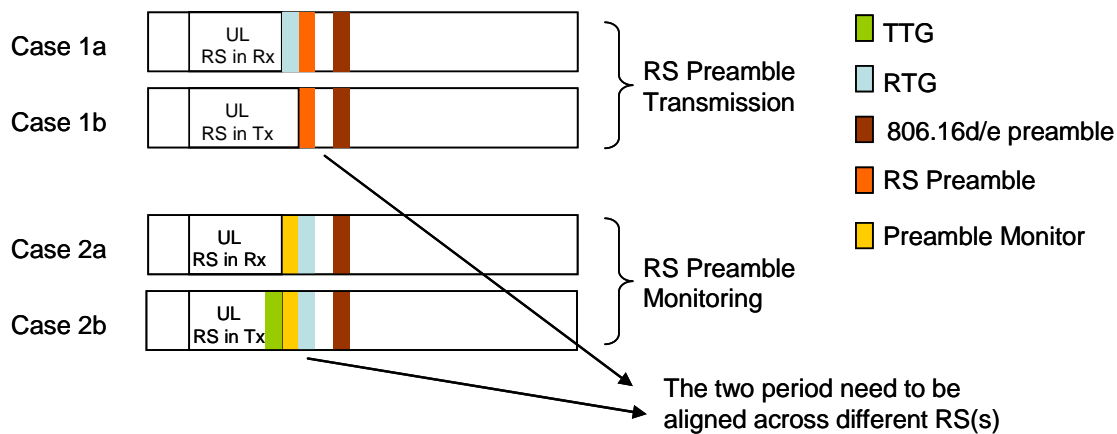 Case 1a
UL
RS in Rx
Case 1b
UL
RS in Tx
RS Preamble
Transmission
Case 2a
UL
RS in Rx
Case 2b
UL
RS in Tx
RS Preamble
Monitoring
TTG
RTG
806.16d/e preamble
RS Preamble
Preamble Monitor
The two period need to be
aligned across different RS(s)